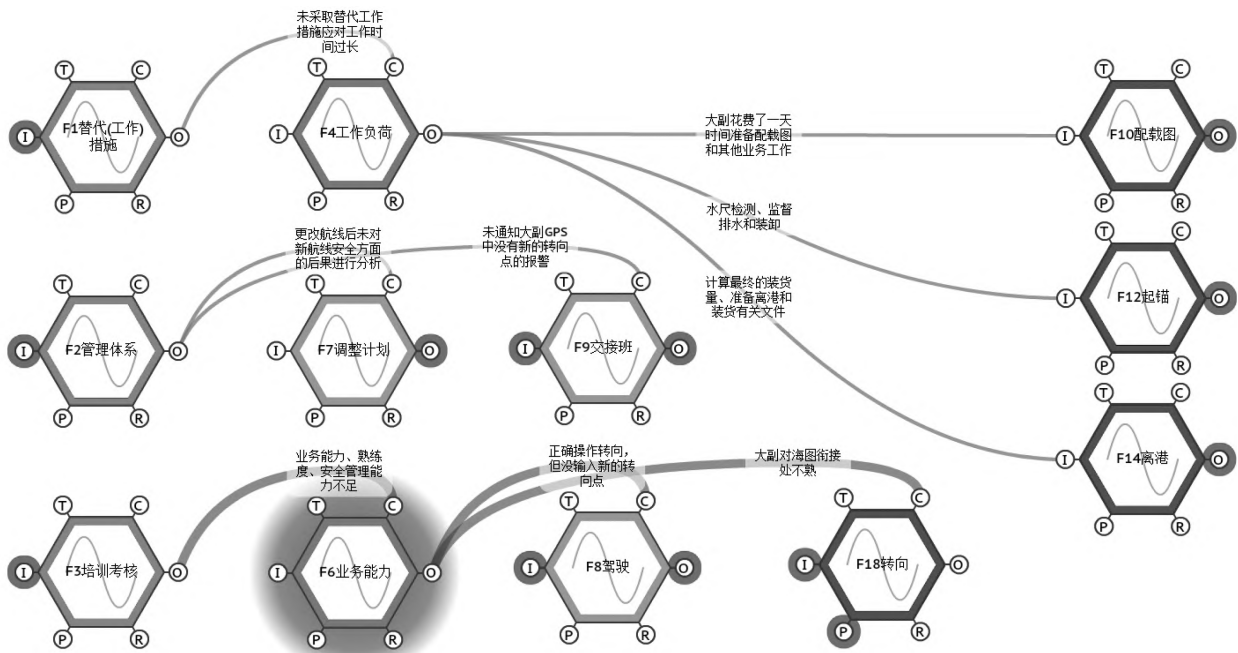 未采取替代工作
措施应对工作时
间过长
T
C
I
F1替代(工作)
措施
O
P
R
T
C
I
F4工作负荷
O
P
R
大副花费了一天
时间准备配载图
和其他业务工作
T
C
I
F10配载图
O
P
R
水尺检测、监督
排水和装卸
T
C
I
F12起锚
O
P
R
更改航线后未对
新航线安全方面
的后果进行分析
未通知大副GPS
中没有新的转向
点的报警
T
C
I
F2管理体系
O
P
R
T
C
I
F7调整计划
O
P
R
T
C
I
F9交接班
O
P
R
计算最终的装货
量、准备离港和
装货有关文件
T
C
I
F14离港
O
P
R
业务能力、熟练
度、安全管理能
力不足
正确操作转向，
但没输入新的转
向点
大副对海图衔接
处不熟
T
C
I
F3培训考核
O
P
R
T
C
I
F6业务能力
O
P
R
T
C
I
F8驾驶
O
P
R
T
C
I
F18转向
O
P
R